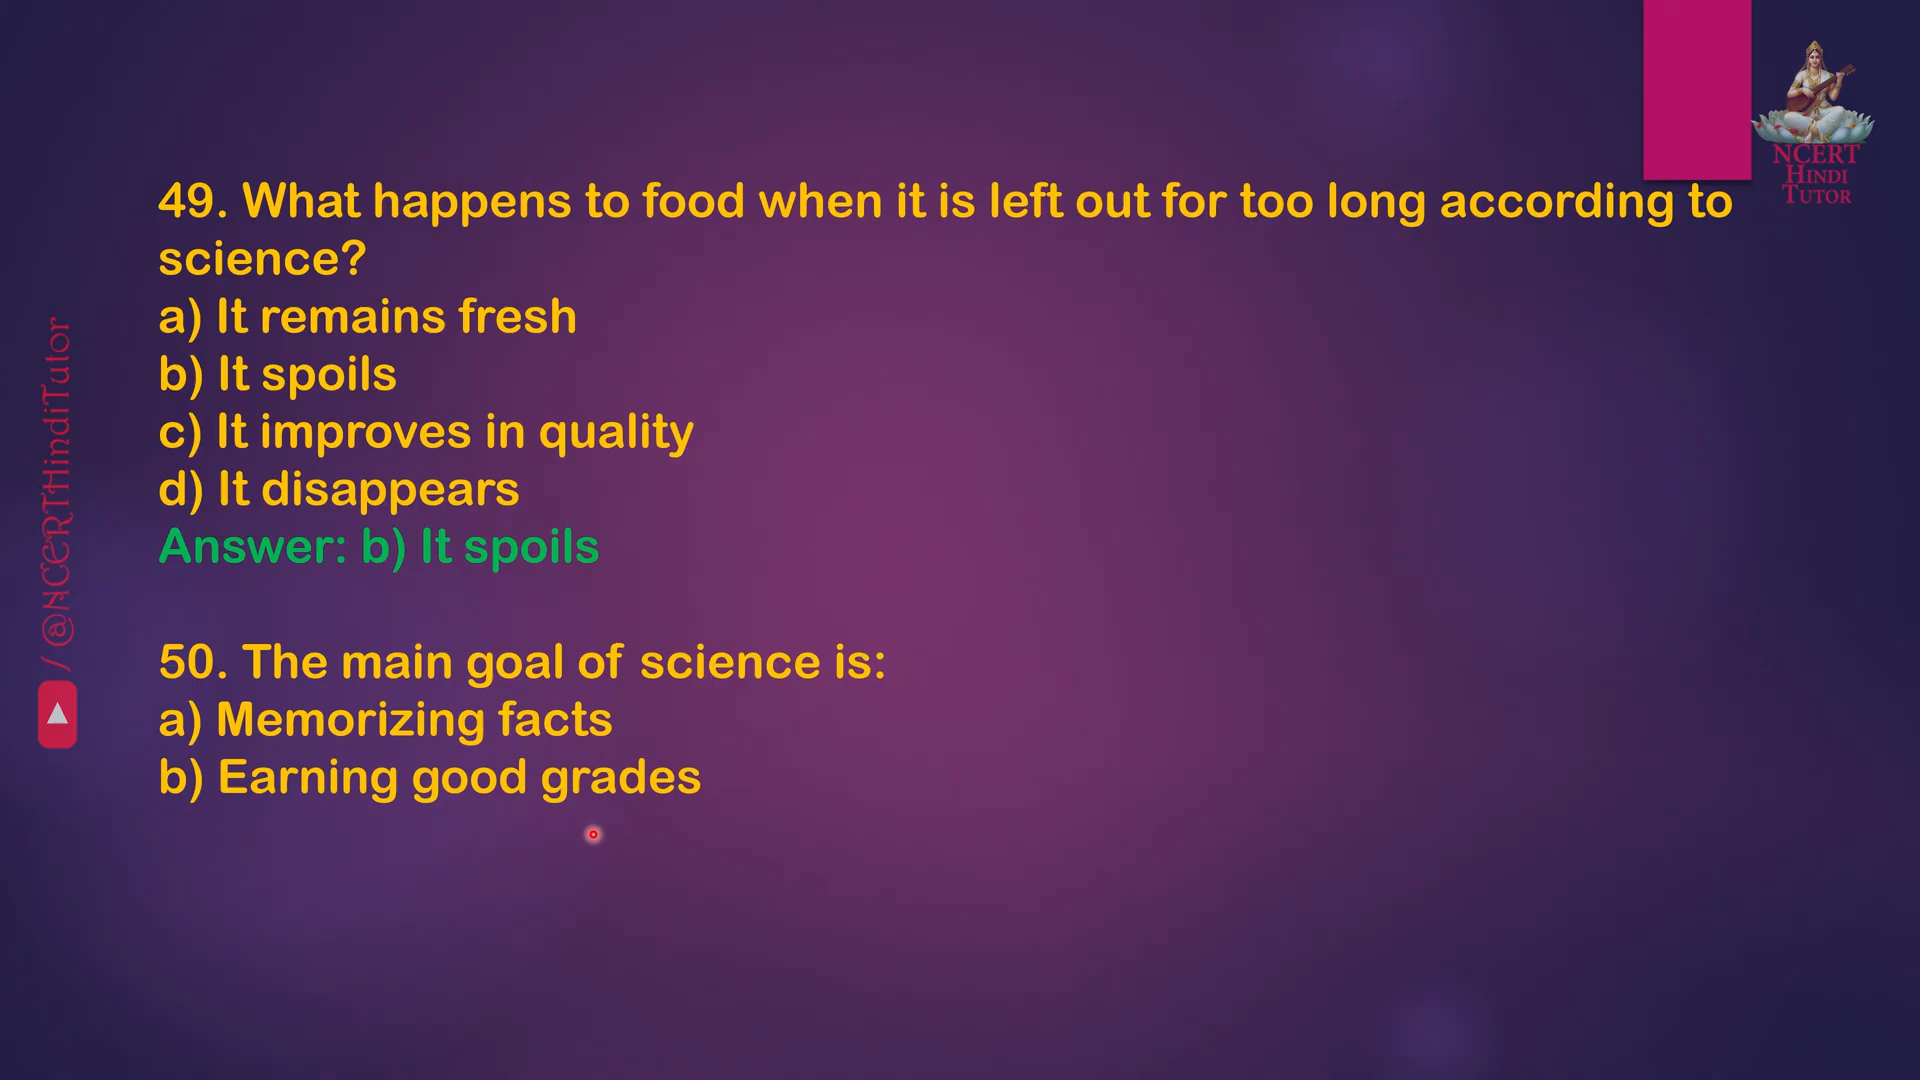 49. What happens to food when it is left out for too long according to
science?
a) It remains fresh
b) It spoils
c) It improves in quality
d) It disappears
Answer: b) It spoils
50. The main goal of science is:
a) Memorizing facts
b) Earning good grades
NCERT
HINDI
TUTOR
/ @NCERTHindiTutor